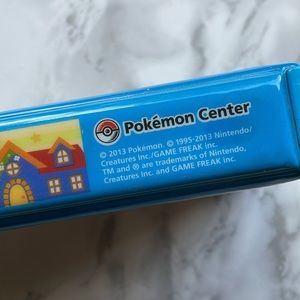 Pokémon Center
© 2013 Pokémon. © 1995-2013 Nintendo/
Creatures Inc./GAME FREAK inc.
TM and ® are trademarks of Nintendo,
Creatures Inc. and GAME FREAK inc.